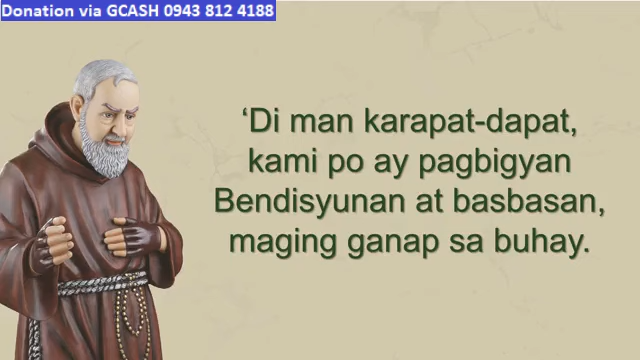 Donation via GCASH 0943 812 4188
‘Di man karapat-dapat,
kami po ay pagbigyan
Bendisyunan at basbasan,
maging ganap sa buhay.